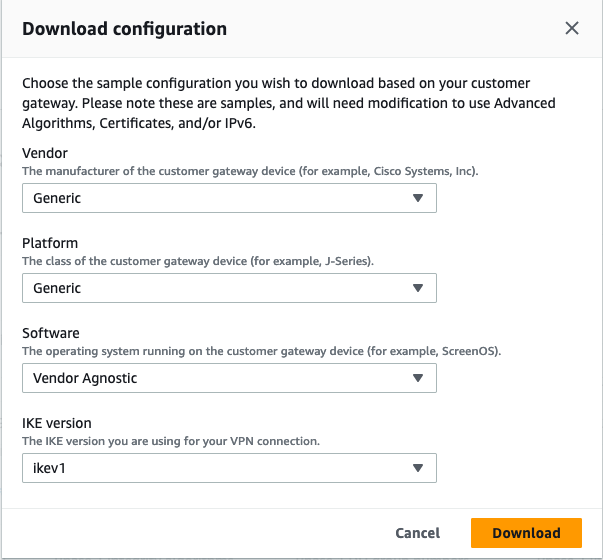 Download configuration
Choose the sample configuration you wish to download based on your customer
gateway. Please note these are samples, and will need modification to use Advanced
Algorithms, Certificates, and/or IPv6.
Vendor
The manufacturer of the customer gateway device (for example, Cisco Systems, Inc).
Generic
Platform
The class of the customer gateway device (for example, J-Series).
Generic
Software
The operating system running on the customer gateway device (for example, ScreenOS).
Vendor Agnostic
IKE version
The IKE version you are using for your VPN connection.
ikev1
Cancel Download